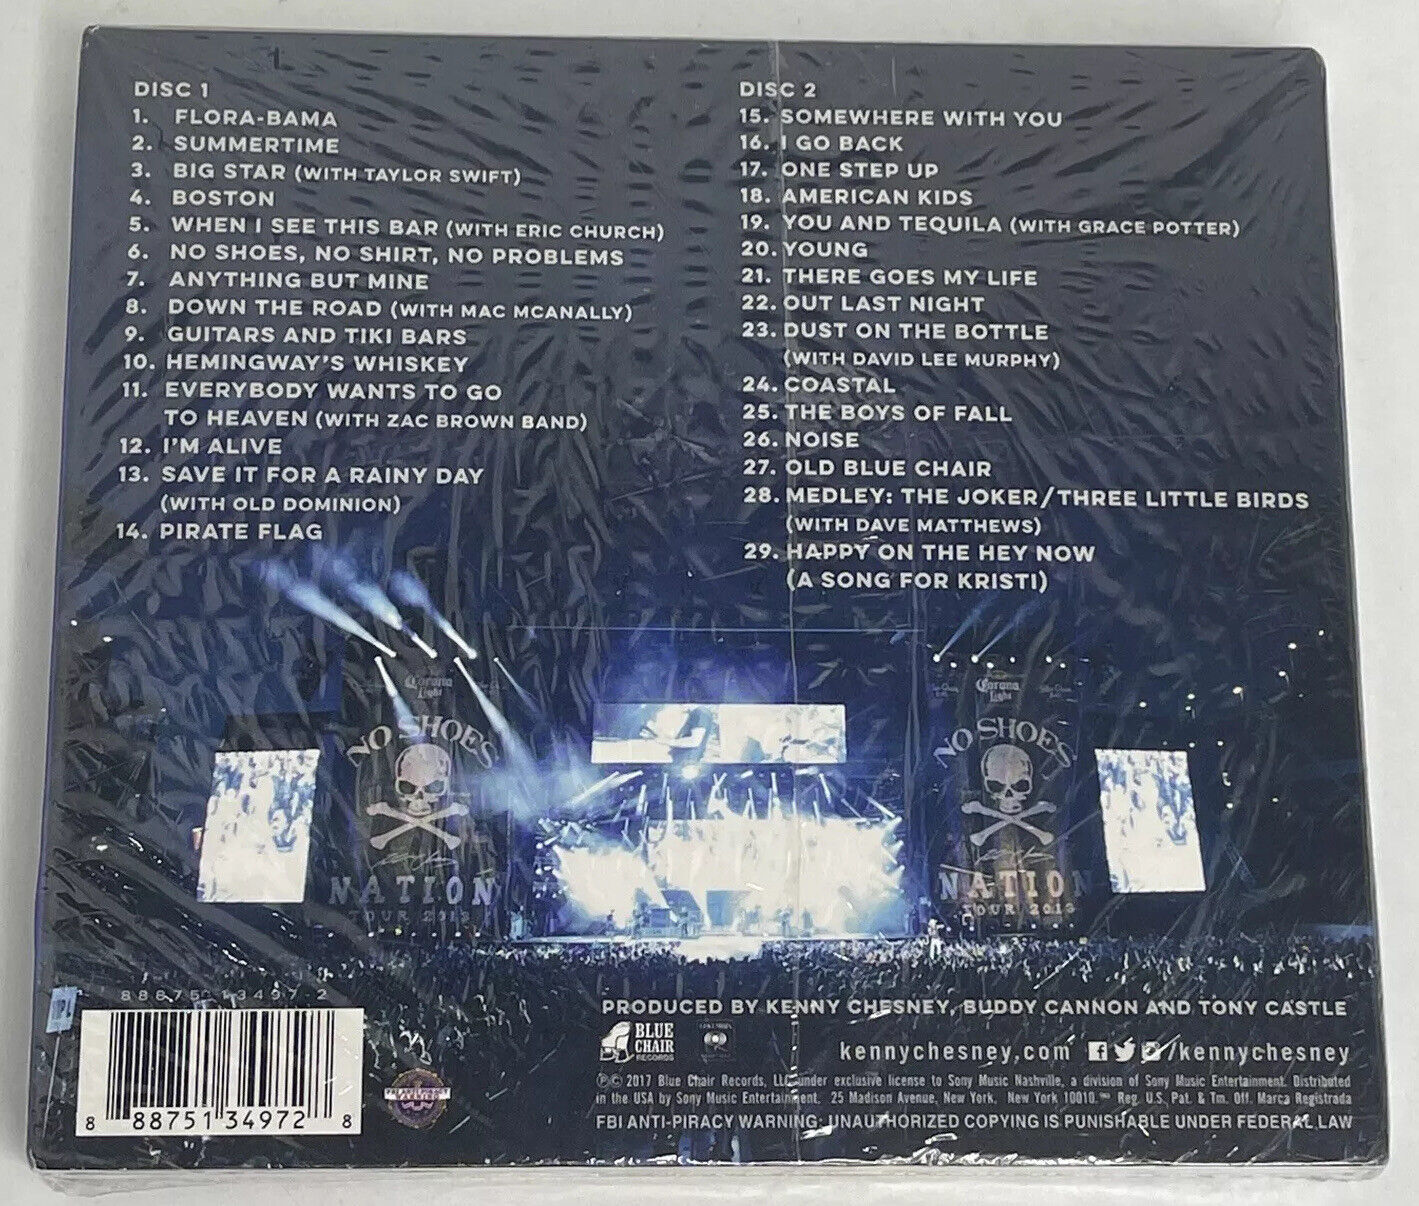 DISC 1
1. FLORA-BAMA
2. SUMMERTIME
3. BIG STAR (WITH TAYLOR SWIFT)
4. BOSTON
5. WHEN I SEE THIS BAR (WITH ERIC CHURCH)
6. NO SHOES, NO SHIRT, NO PROBLEMS
7. ANYTHING BUT MINE
8. DOWN THE ROAD (WITH MAC MCANALLY)
9. GUITARS AND TIKI BARS
10. HEMINGWAY'S WHISKEY
11. EVERYBODY WANTS TO GO
TO HEAVEN (WITH ZAC BROWN BAND)
12. I'M ALIVE
13. SAVE IT FOR A RAINY DAY
(WITH OLD DOMINION)
14. PIRATE FLAG
DISC 2
15. SOMEWHERE WITH YOU
16. I GO BACK
17. ONE STEP UP
18. AMERICAN KIDS
19. YOU AND TEQUILA (WITH GRACE POTTER)
20. YOUNG
21. THERE GOES MY LIFE
22. OUT LAST NIGHT
23. DUST ON THE BOTTLE
(WITH DAVID LEE MURPHY)
24. COASTAL
25. THE BOYS OF FALL
26. NOISE
27. OLD BLUE CHAIR
28. MEDLEY: THE JOKER/THREE LITTLE BIRDS
(WITH DAVE MATTHEWS)
29. HAPPY ON THE HEY NOW
(A SONG FOR KRISTI)
Corona
Light
NO SHOES
NATION
TOUR 2013
Corona
Light
NO SHOES
NATION
TOUR 2013
88875 13497 2
8 88751 34972 8
PRODUCED BY KENNY CHESNEY, BUDDY CANNON AND TONY CASTLE
BLUE
CHAIR
RECORDS
kennychesney.com f /kennychesney
℗© 2017 Blue Chair Records, LLC under exclusive license to Sony Music Nashville, a division of Sony Music Entertainment. Distributed
in the USA by Sony Music Entertainment, 25 Madison Avenue, New York, New York 10010. Reg. U.S. Pat. & Tm. Off. Marca Registrada
FBI ANTI-PIRACY WARNING: UNAUTHORIZED COPYING IS PUNISHABLE UNDER FEDERAL LAW